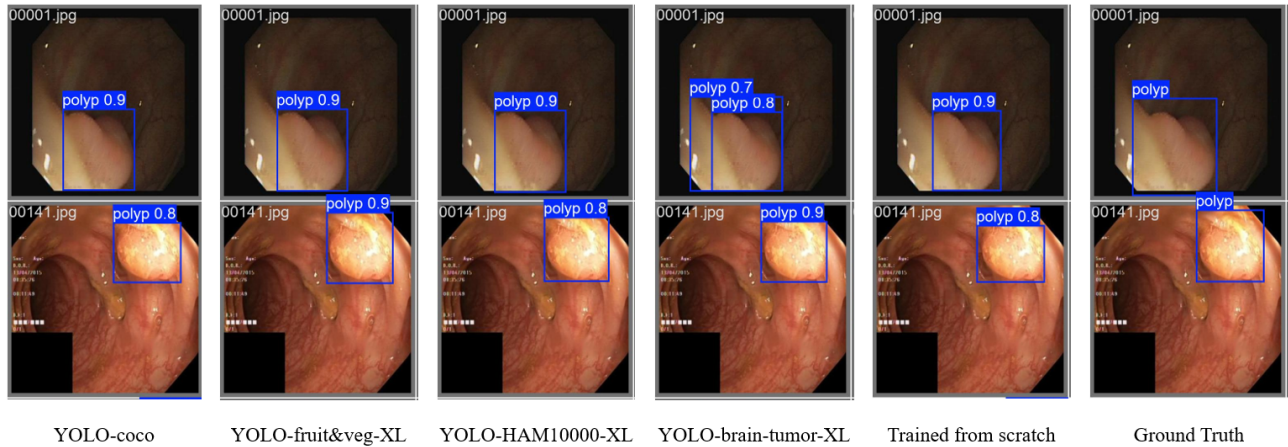 00001.jpg 00001.jpg 00001.jpg 00001.jpg 00001.jpg 00001.jpg
polyp 0.9 polyp 0.9 polyp 0.9 polyp 0.7 polyp 0.9 polyp
polyp 0.8
00141.jpg 00141.jpg 00141.jpg 00141.jpg 00141.jpg 00141.jpg
polyp 0.8 polyp 0.9 polyp 0.8 polyp 0.9 polyp 0.8 polyp
YOLO-coco YOLO-fruit&veg-XL YOLO-HAM10000-XL YOLO-brain-tumor-XL Trained from scratch Ground Truth